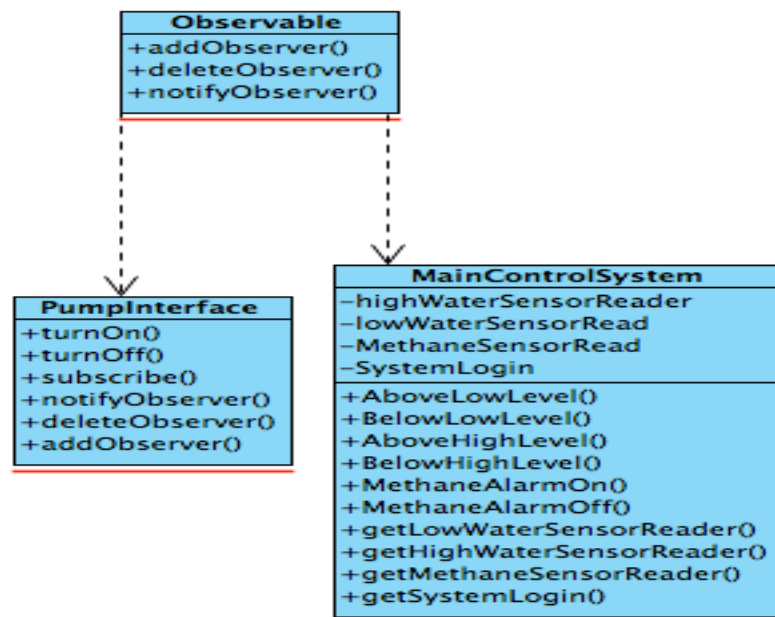 Observable
+addObserver()
+deleteObserver()
+notifyObserver()
PumpInterface
+turnOn()
+turnOff()
+subscribe()
+notifyObserver()
+deleteObserver()
+addObserver()
MainControlSystem
-highWaterSensorReader
-lowWaterSensorRead
-MethaneSensorRead
-SystemLogin
+AboveLowLevel()
+BelowLowLevel()
+AboveHighLevel()
+BelowHighLevel()
+MethaneAlarmOn()
+MethaneAlarmOff()
+getLowWaterSensorReader()
+getHighWaterSensorReader()
+getMethaneSensorReader()
+getSystemLogin()